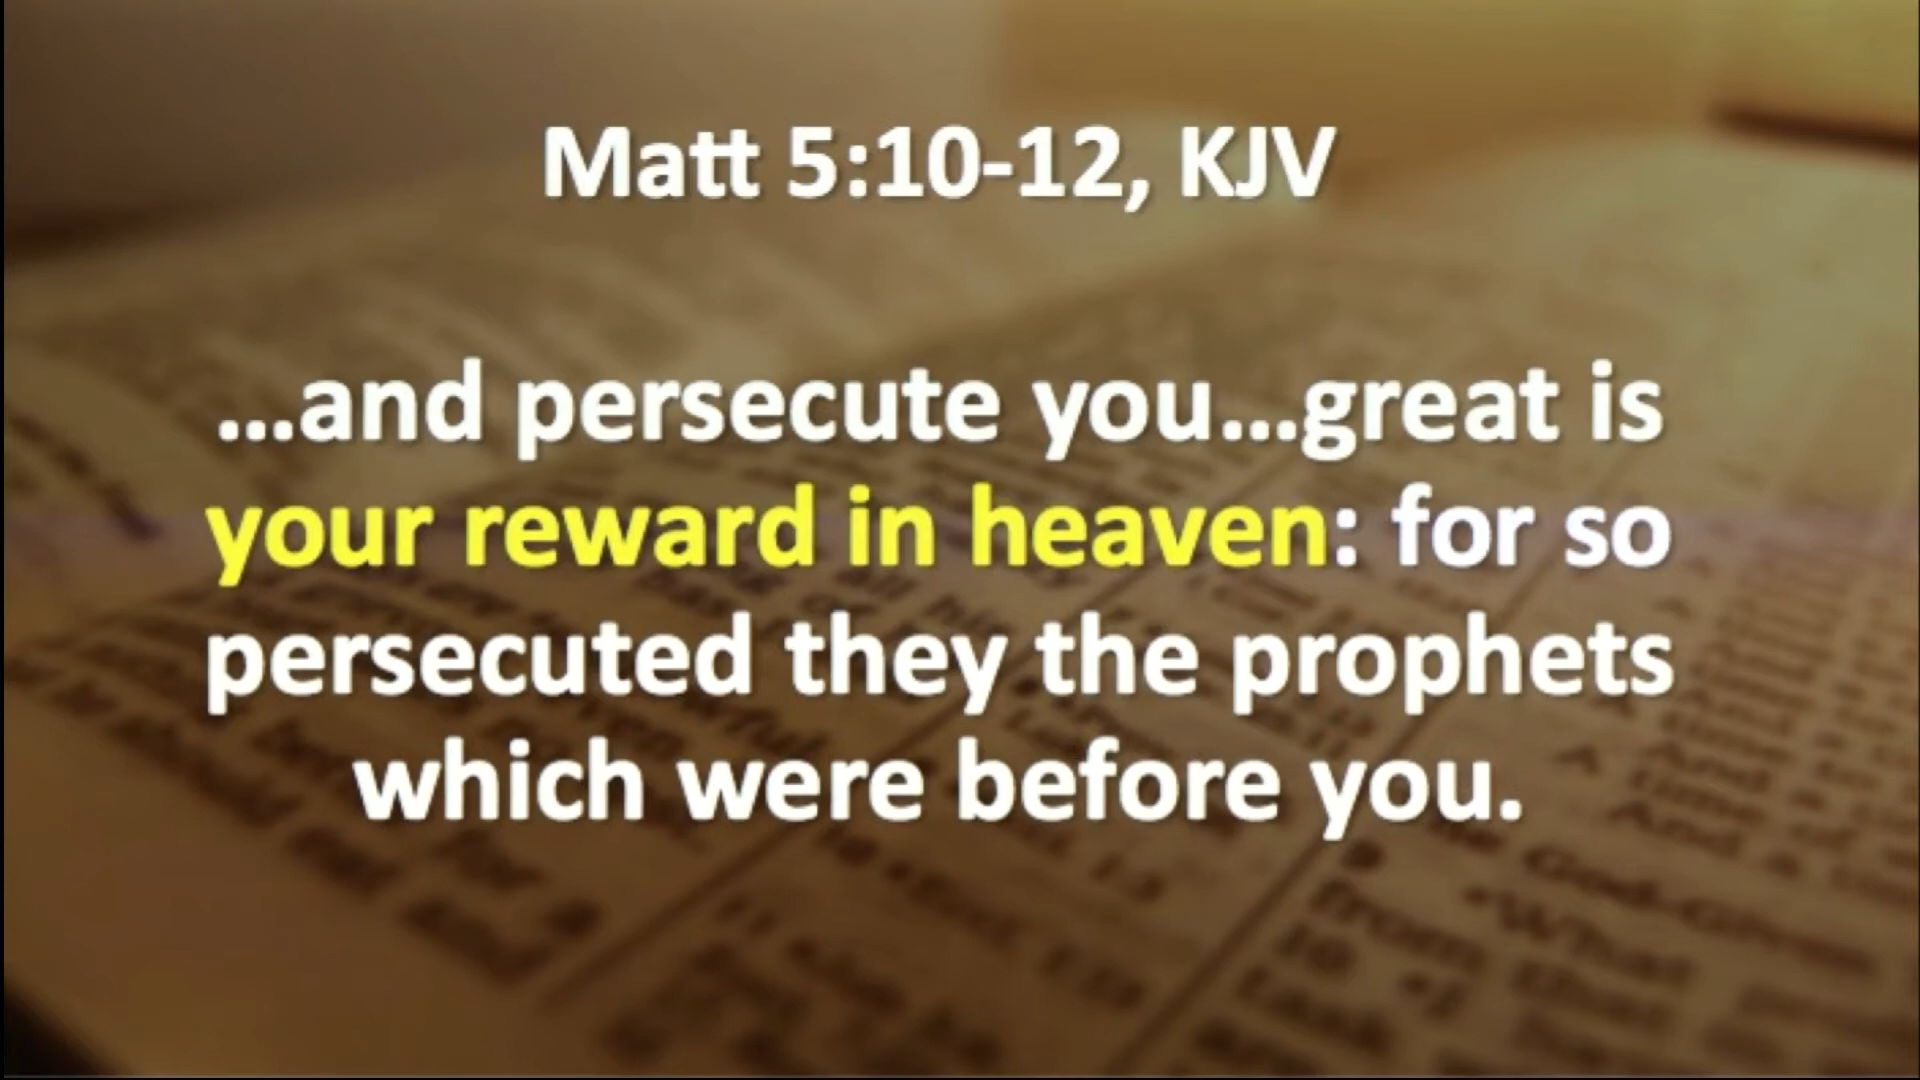 Matt 5:10-12, KJV
...and persecute you...great is
your reward in heaven: for so
persecuted they the prophets
which were before you.